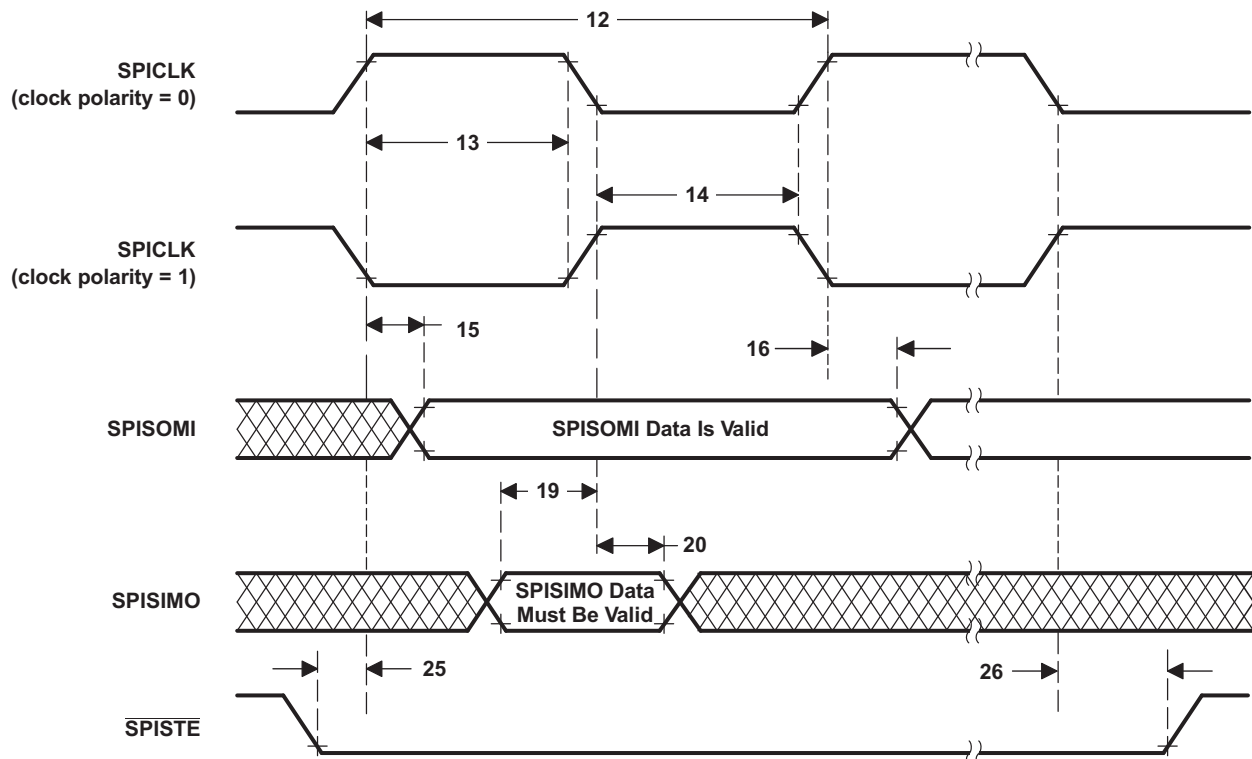 12
SPICLK
(clock polarity = 0)
13
14
SPICLK
(clock polarity = 1)
15
16
SPISOMI
SPISOMI Data Is Valid
19
20
SPISIMO
SPISIMO Data
Must Be Valid
25
26
SPISTE